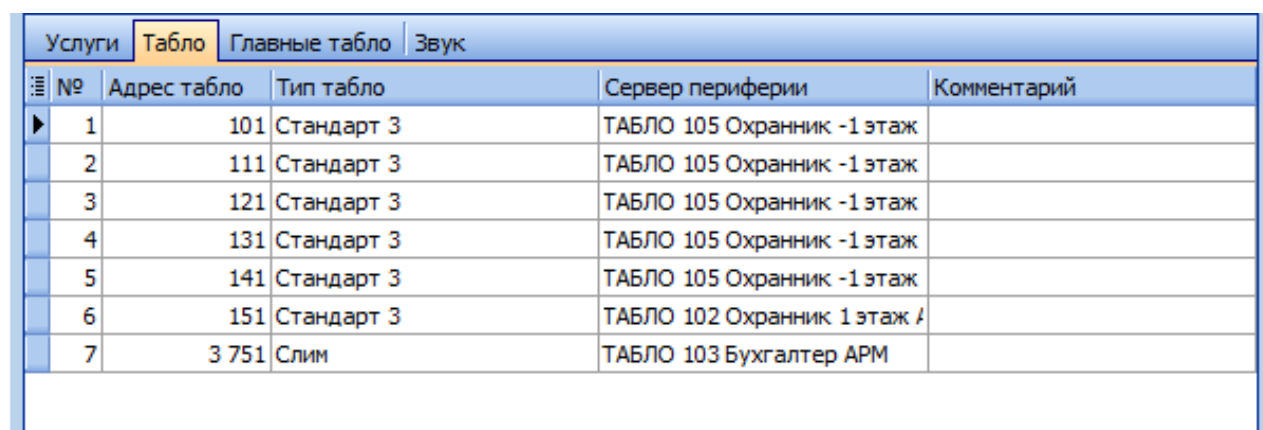 Услуги Табло Главные табло Звук
№ Адрес табло Тип табло Сервер периферии Комментарий
1 101 Стандарт 3 ТАБЛО 105 Охранник -1 этаж
2 111 Стандарт 3 ТАБЛО 105 Охранник -1 этаж
3 121 Стандарт 3 ТАБЛО 105 Охранник -1 этаж
4 131 Стандарт 3 ТАБЛО 105 Охранник -1 этаж
5 141 Стандарт 3 ТАБЛО 105 Охранник -1 этаж
6 151 Стандарт 3 ТАБЛО 102 Охранник 1 этаж
7 3 751 Слим ТАБЛО 103 Бухгалтер АРМ